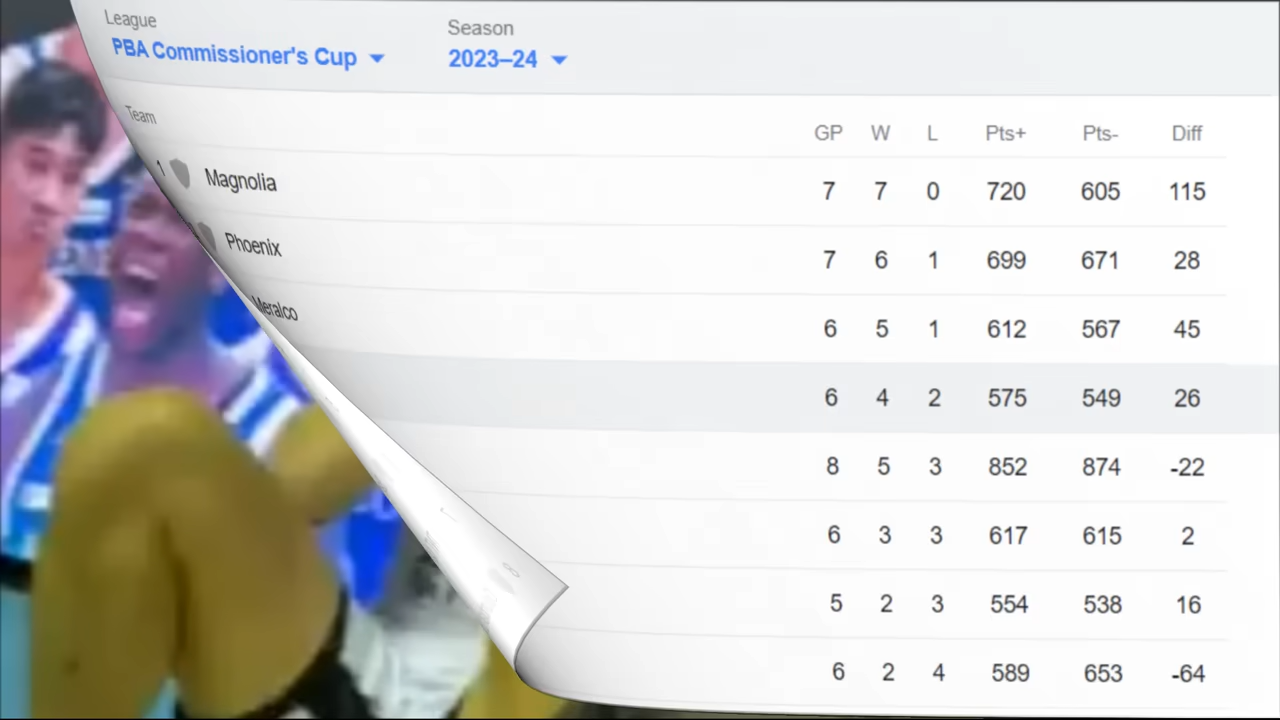 League Season
PBA Commissioner's Cup 2023–24
Team GP W L Pts+ Pts- Diff
1 Magnolia 7 7 0 720 605 115
Phoenix 7 6 1 699 671 28
Meralco 6 5 1 612 567 45
6 4 2 575 549 26
8 5 3 852 874 -22
6 3 3 617 615 2
5 2 3 554 538 16
6 2 4 589 653 -64